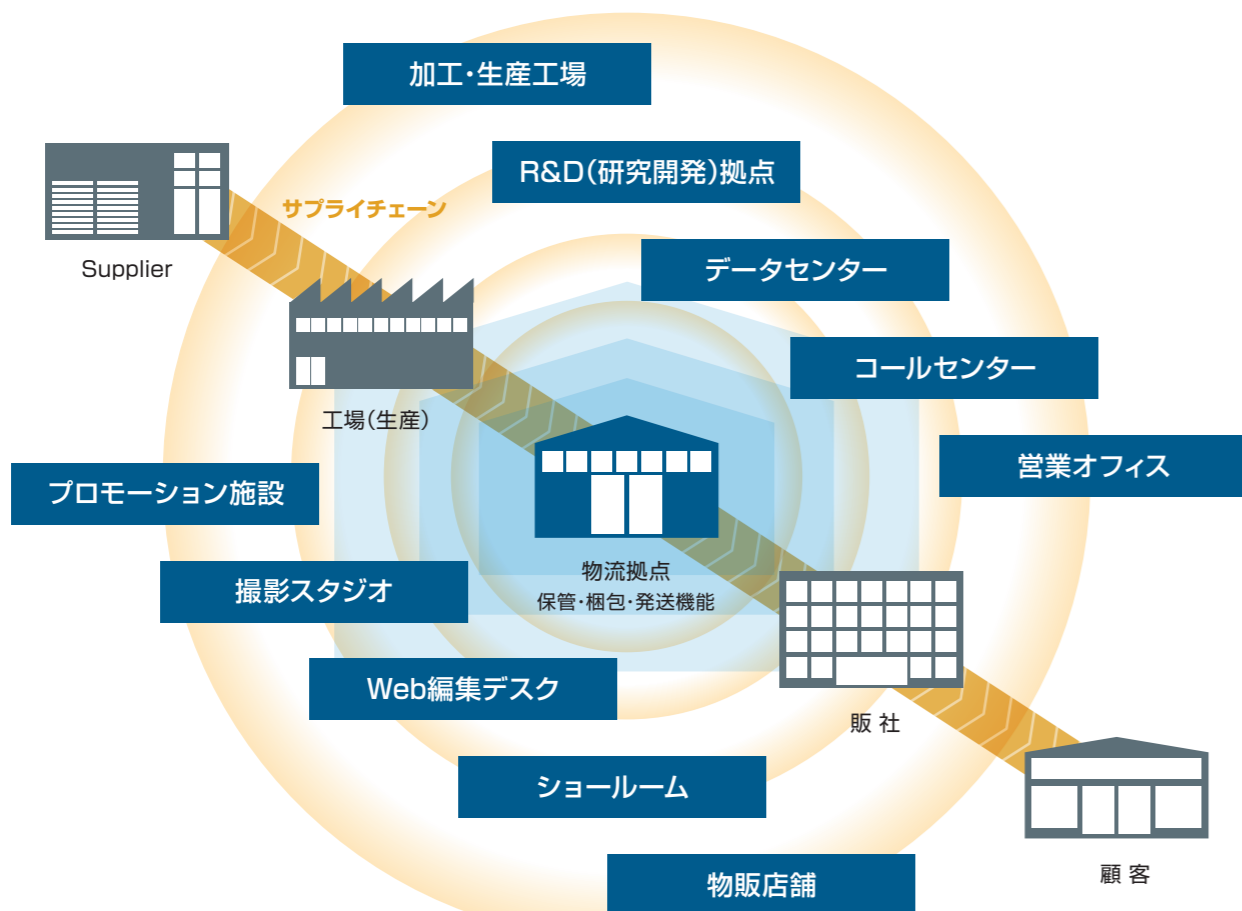 加工・生産工場
R&D(研究開発)拠点
サプライチェーン
データセンター
Supplier
コールセンター
工場(生産)
営業オフィス
プロモーション施設
物流拠点
保管・梱包・発送機能
撮影スタジオ
Web編集デスク
販 社
ショールーム
顧 客
物販店舗